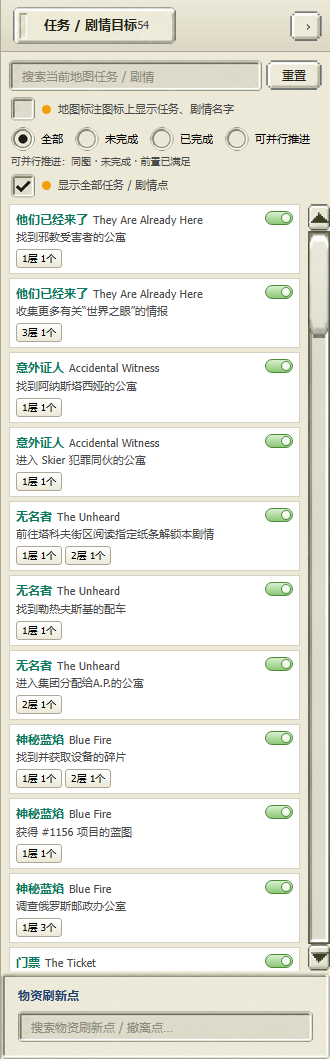 任务 / 剧情目标54
搜索当前地图任务 / 剧情
重置
地图标注图标上显示任务、剧情名字
全部 未完成 已完成 可并行推进
可并行推进：同图 · 未完成 · 前置已满足
显示全部任务 / 剧情点
他们已经来了 They Are Already Here
找到邪教受害者的公寓
1层 1个
他们已经来了 They Are Already Here
收集更多有关“世界之眼”的情报
3层 1个
意外证人 Accidental Witness
找到阿纳斯塔西娅的公寓
1层 1个
意外证人 Accidental Witness
进入 Skier 犯罪同伙的公寓
1层 1个
无名者 The Unheard
前往塔科夫街区阅读指定纸条解锁本剧情
1层 1个 2层 1个
无名者 The Unheard
找到勒热夫斯基的配车
1层 1个
无名者 The Unheard
进入集团分配给A.P.的公寓
2层 1个
神秘蓝焰 Blue Fire
找到并获取设备的碎片
1层 1个 2层 1个
神秘蓝焰 Blue Fire
获得 #1156 项目的蓝图
1层 1个
神秘蓝焰 Blue Fire
调查俄罗斯邮政办公室
1层 3个
门票 The Ticket
物资刷新点
搜索物资刷新点 / 撤离点...